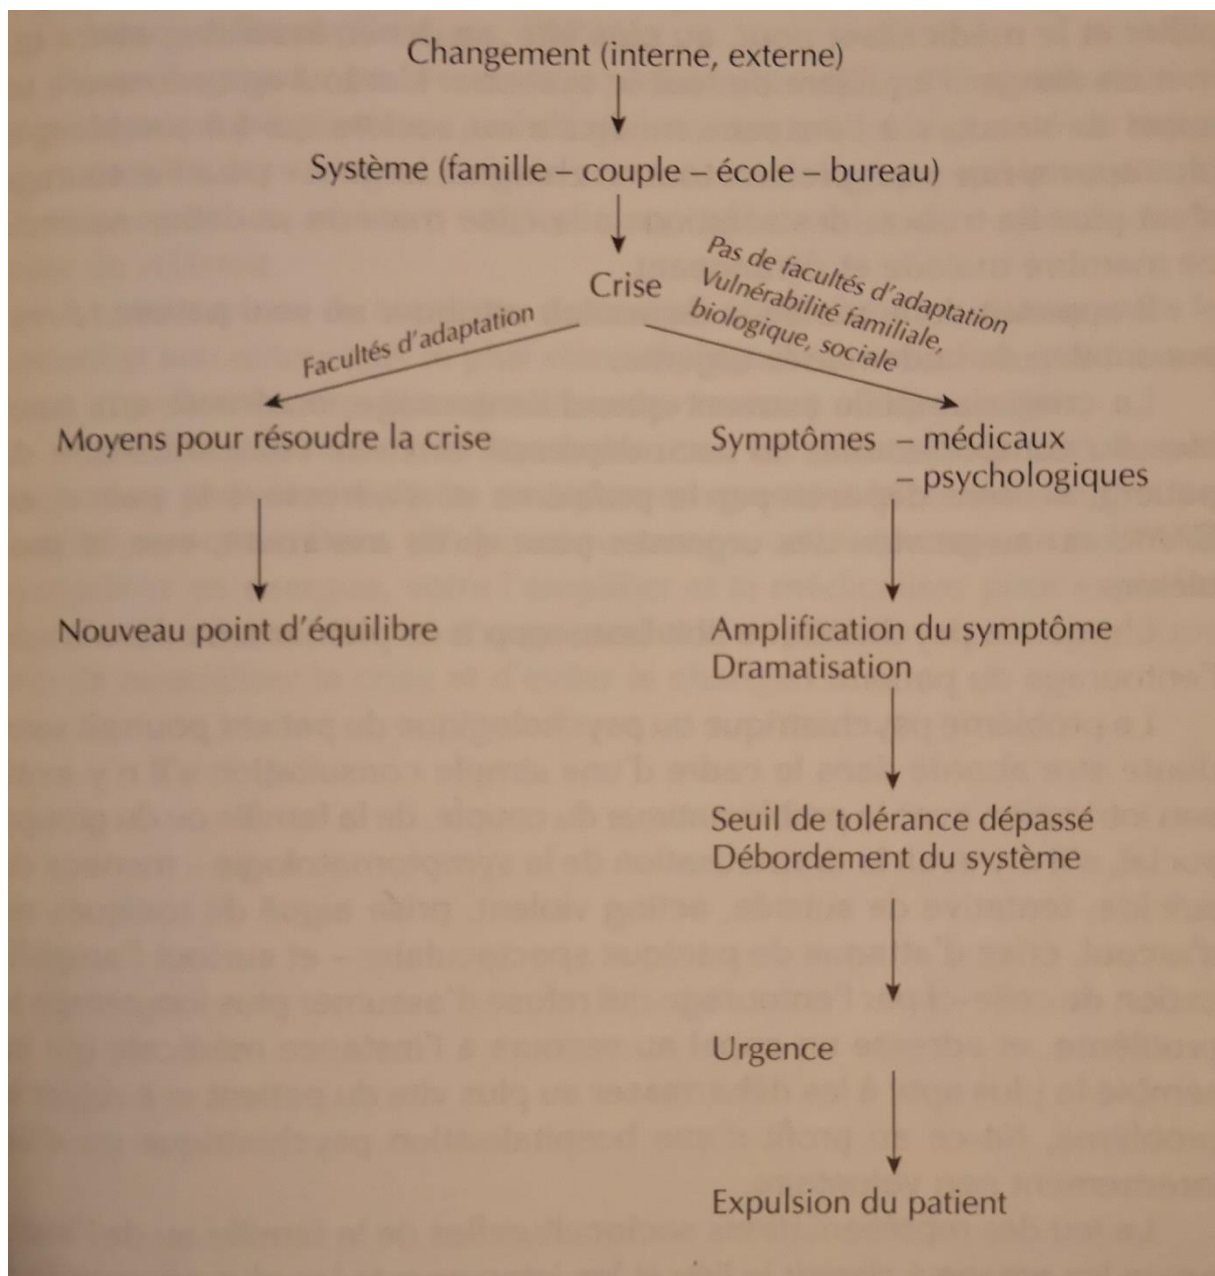 Changement (interne, externe)
Système (famille – couple – école – bureau)
Crise
Facultés d'adaptation
Pas de facultés d'adaptation
Vulnérabilité familiale,
biologique, sociale
Moyens pour résoudre la crise
Symptômes – médicaux
– psychologiques
Nouveau point d'équilibre
Amplification du symptôme
Dramatisation
Seuil de tolérance dépassé
Débordement du système
Urgence
Expulsion du patient